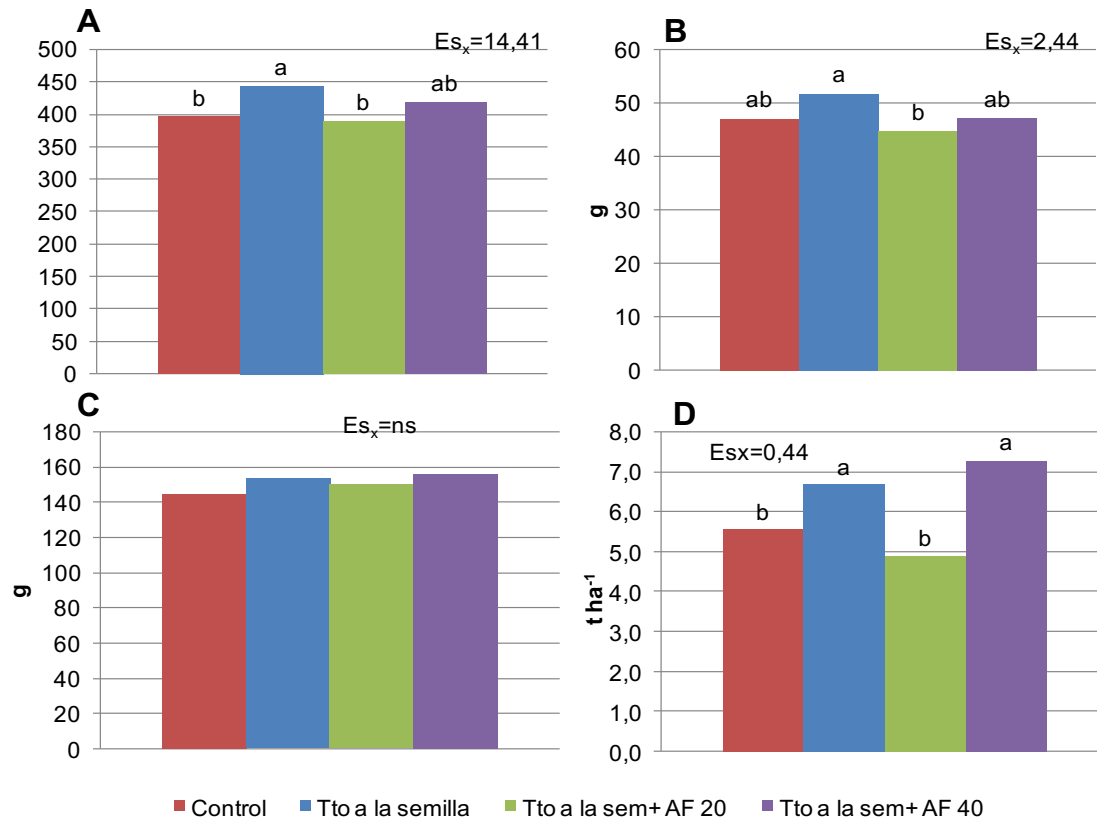 A
Esx=14,41
500
450
400
350
300
250
200
150
100
50
0
b
a
b
ab
B
Esx=2,44
60
50
40
30
20
10
0
g
ab
a
b
ab
C
Esx=ns
180
160
140
120
100
80
60
40
20
0
g
D
Esx=0,44
8,0
7,0
6,0
5,0
4,0
3,0
2,0
1,0
0,0
t ha-1
b
a
b
a
Control Tto a la semilla Tto a la sem+ AF 20 Tto a la sem+ AF 40